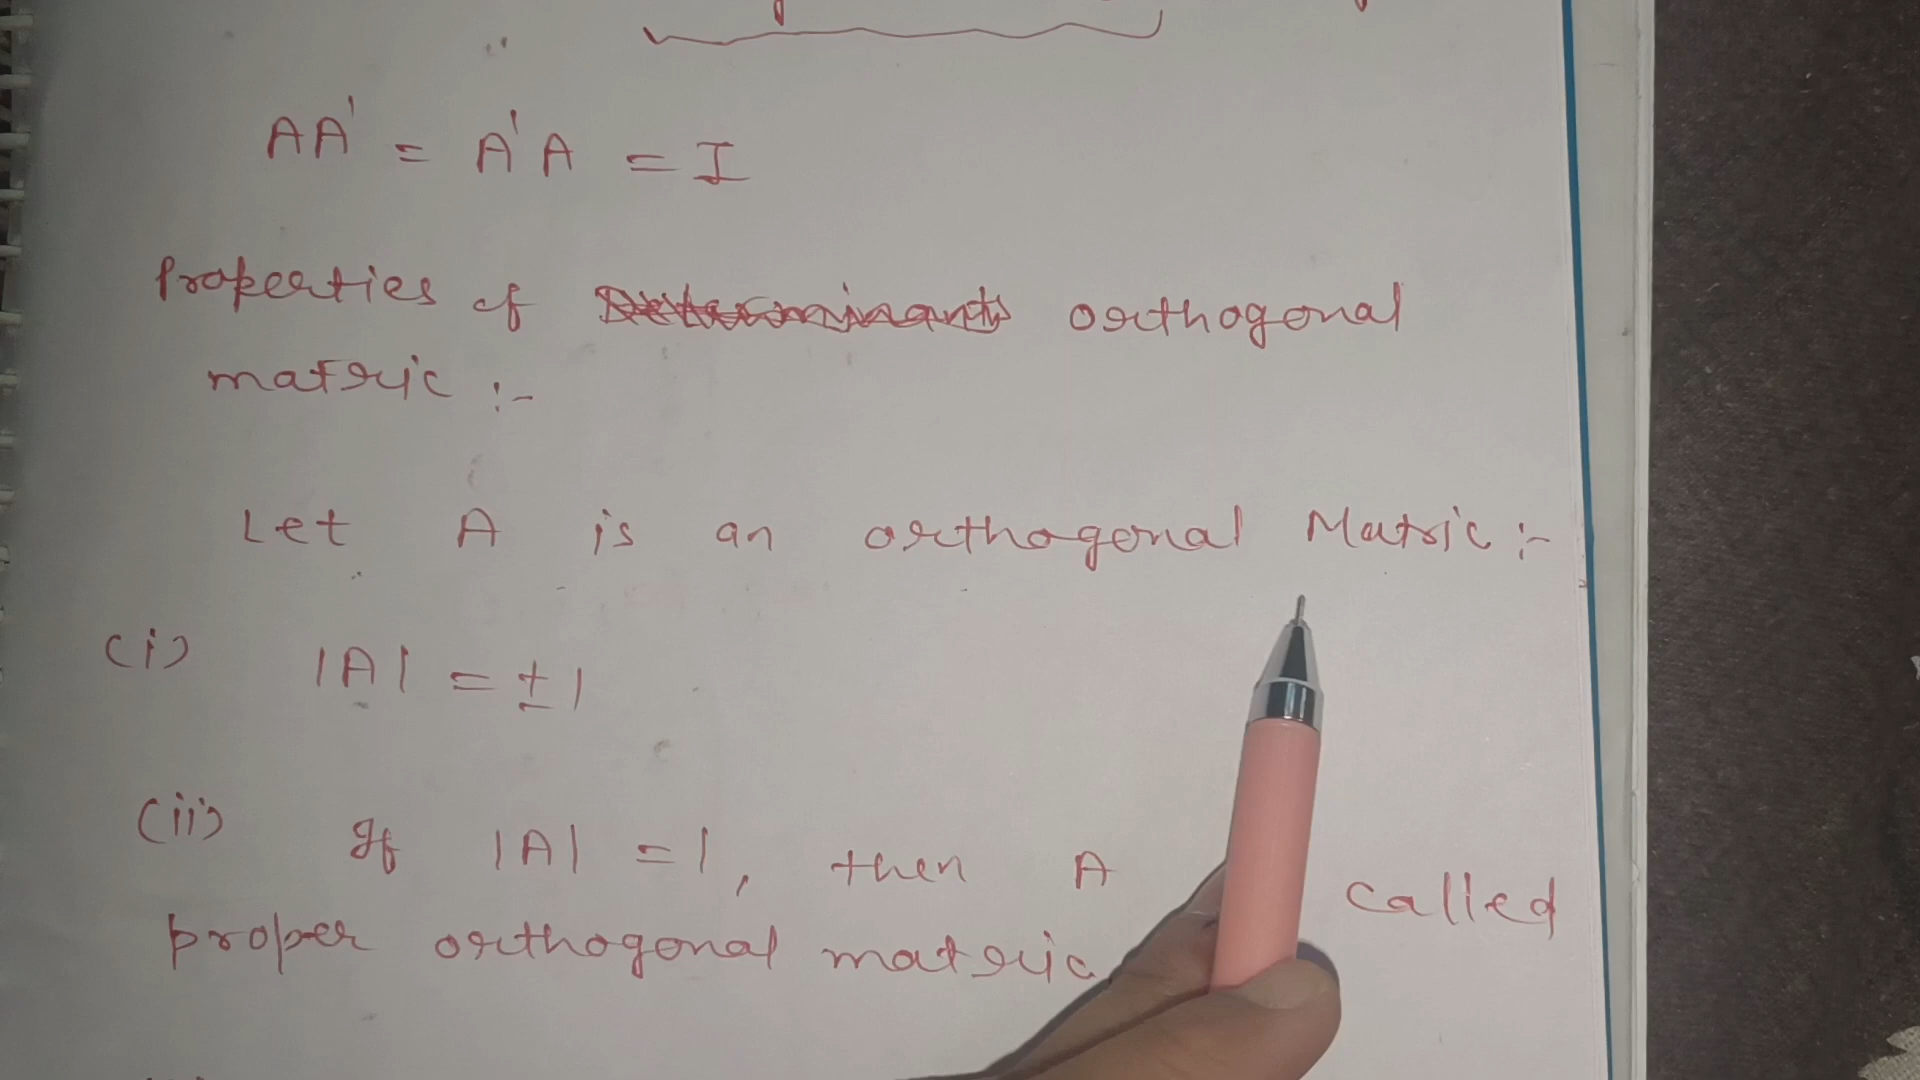 AA' = A'A = I
Properties of orthogonal
matric :-
Let A is an orthogonal Matric :-
(i) |A| = ±1
(ii) If |A| = 1, then A called
proper orthogonal matric